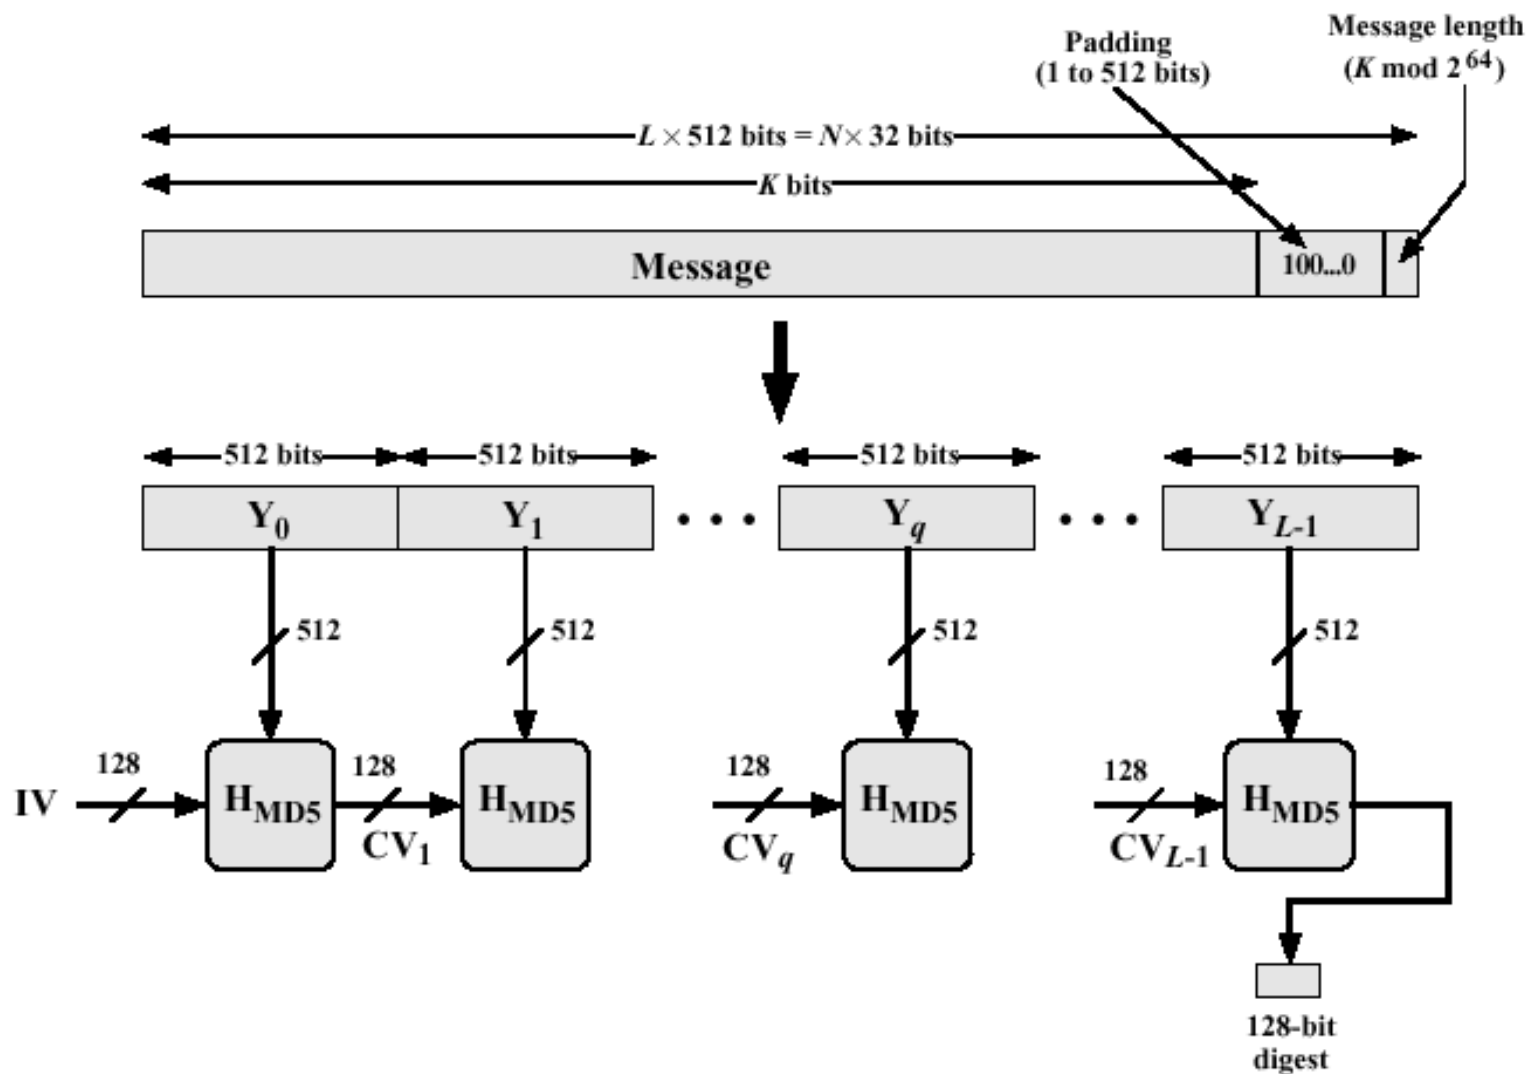 Padding
(1 to 512 bits)
Message length
(K mod 2^64)
L × 512 bits = N × 32 bits
K bits
Message
100...0
512 bits
512 bits
512 bits
512 bits
Y0
Y1
• • •
Yq
• • •
YL-1
512
512
512
512
IV
128
HMD5
128
CV1
HMD5
128
CVq
HMD5
128
CVL-1
HMD5
128-bit
digest